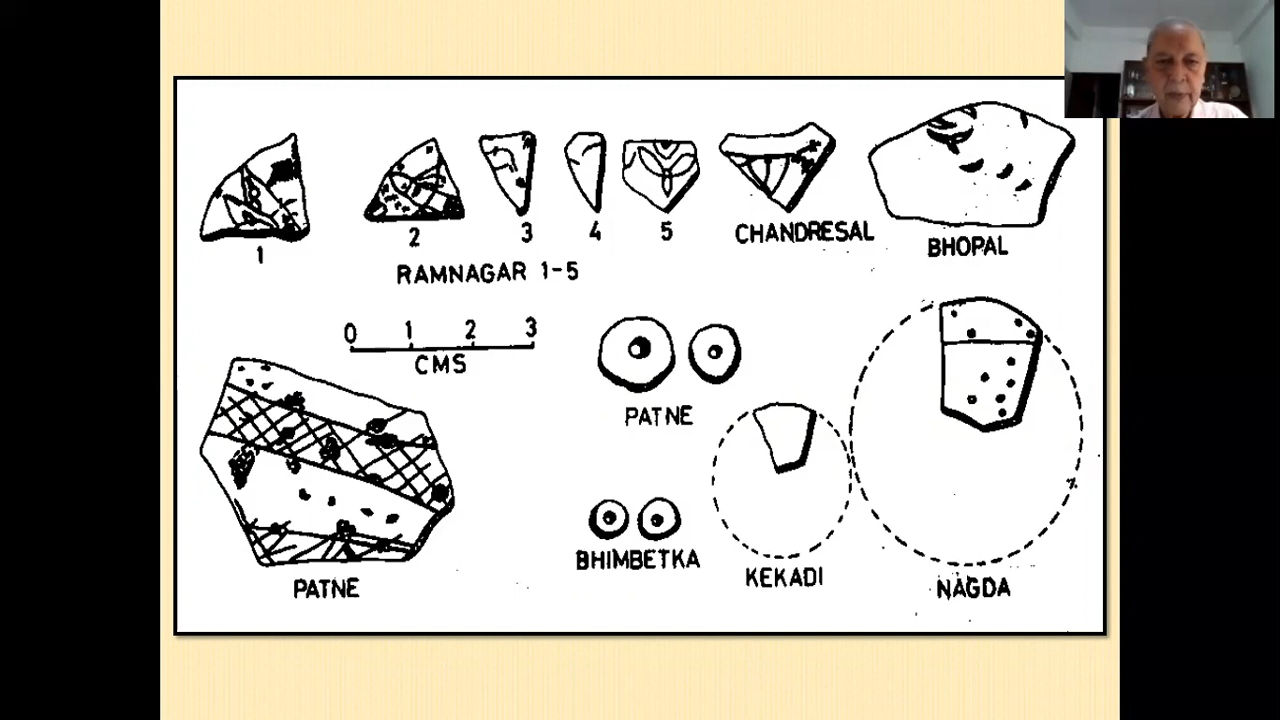 1
2
3
4
5
CHANDRESAL
BHOPAL
RAMNAGAR 1-5
0 1 2 3
CMS
PATNE
PATNE
BHIMBETKA
KEKADI
NAGDA